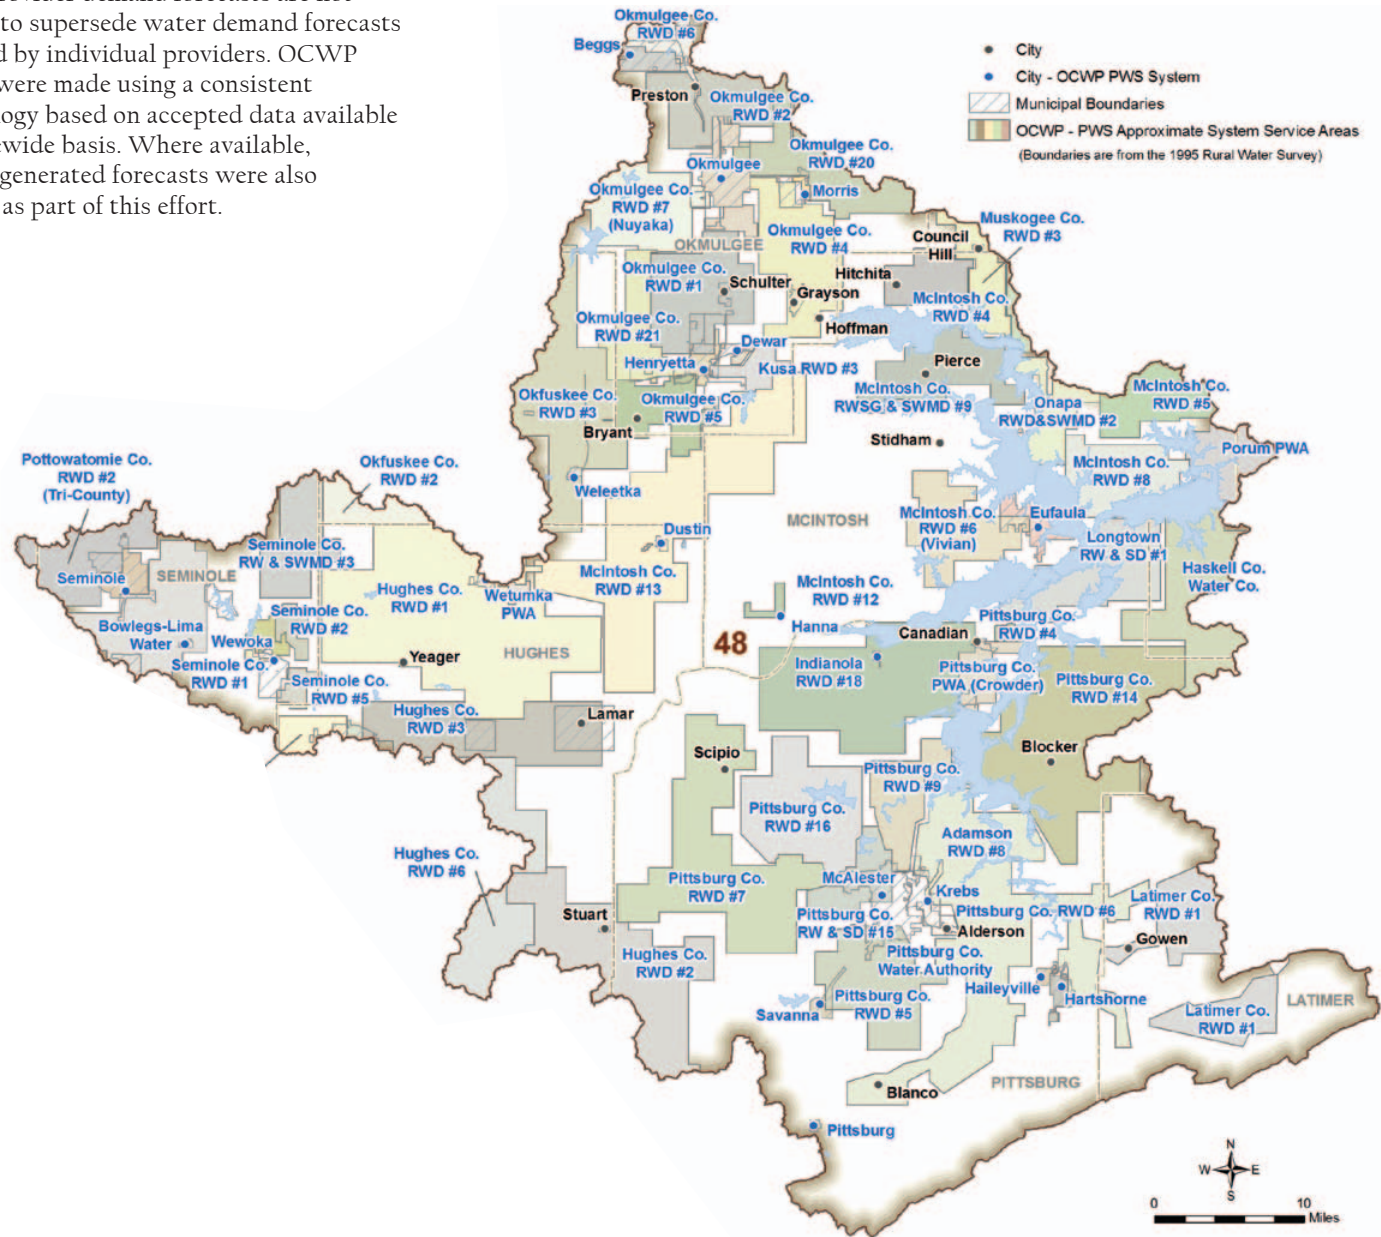 to supersede water demand forecasts
by individual providers. OCWP
were made using a consistent
based on accepted data available
basis. Where available,
generated forecasts were also
as part of this effort.
City
City - OCWP PWS System
Municipal Boundaries
OCWP - PWS Approximate System Service Areas
(Boundaries are from the 1995 Rural Water Survey)
Okmulgee Co.
RWD #6
Beggs
Preston
Okmulgee Co.
RWD #2
Okmulgee Co.
RWD #20
Okmulgee
Morris
Okmulgee Co.
RWD #7
(Nuyaka)
OKMULGEE
Okmulgee Co.
RWD #4
Muskogee Co.
RWD #3
Council
Hill
Hitchita
Okmulgee Co.
RWD #1
Schulter
Grayson
McIntosh Co.
RWD #4
Okmulgee Co.
RWD #21
Hoffman
Dewar
Henryetta
Kusa RWD #3
Pierce
McIntosh Co.
RWSG & SWMD #9
Okfuskee Co.
RWD #3
Okmulgee Co.
RWD #5
Bryant
Onapa
RWD&SWMD #2
McIntosh Co.
RWD #5
Stidham
Porum PWA
McIntosh Co.
RWD #8
Pottowatomie Co.
RWD #2
(Tri-County)
Okfuskee Co.
RWD #2
Weleetka
McIntosh Co.
RWD #6
(Vivian)
Eufaula
MCINTOSH
Dustin
Longtown
RW & SD #1
Seminole Co.
RW & SWMD #3
Seminole
SEMINOLE
Haskell Co.
Water Co.
McIntosh Co.
RWD #13
McIntosh Co.
RWD #12
Hughes Co.
RWD #1
Wetumka
PWA
Seminole Co.
RWD #2
Bowlegs-Lima
Water
Wewoka
Hanna
Canadian
Pittsburg Co.
RWD #4
48
Seminole Co.
RWD #1
Yeager
HUGHES
Indianola
RWD #18
Pittsburg Co.
PWA (Crowder)
Pittsburg Co.
RWD #14
Seminole Co.
RWD #5
Hughes Co.
RWD #3
Lamar
Scipio
Blocker
Pittsburg Co.
RWD #9
Pittsburg Co.
RWD #16
Adamson
RWD #8
Hughes Co.
RWD #6
McAlester
Pittsburg Co.
RWD #7
Krebs
Latimer Co.
RWD #1
Stuart
Pittsburg Co.
RW & SD #15
Pittsburg Co. RWD #6
Alderson
Gowen
Hughes Co.
RWD #2
Pittsburg Co.
Water Authority
Haileyville
Hartshorne
LATIMER
Savanna
Pittsburg Co.
RWD #5
Latimer Co.
RWD #1
PITTSBURG
Blanco
Pittsburg
N
W E
S
0 10
Miles